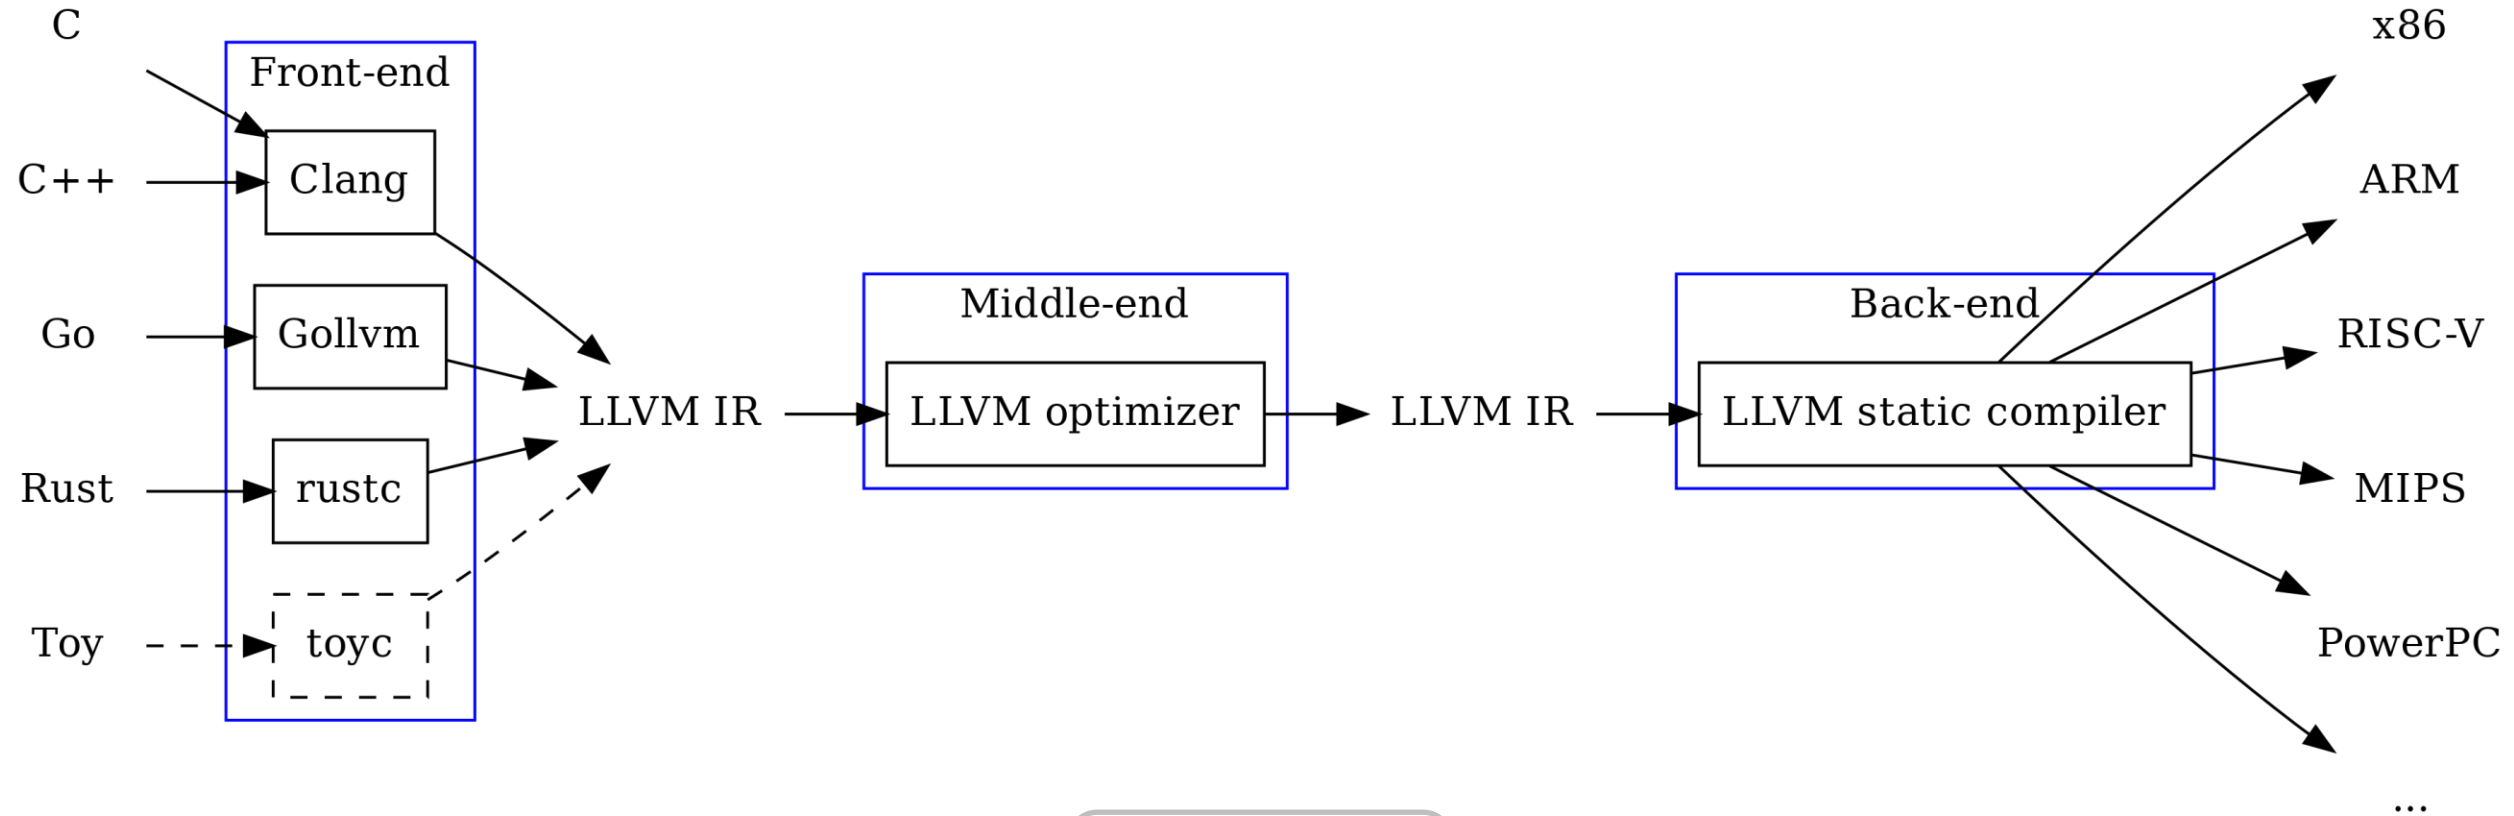 C
C++
Go
Rust
Toy
Front-end
Clang
Gollvm
rustc
toyc
LLVM IR
Middle-end
LLVM optimizer
LLVM IR
Back-end
LLVM static compiler
x86
ARM
RISC-V
MIPS
PowerPC
...